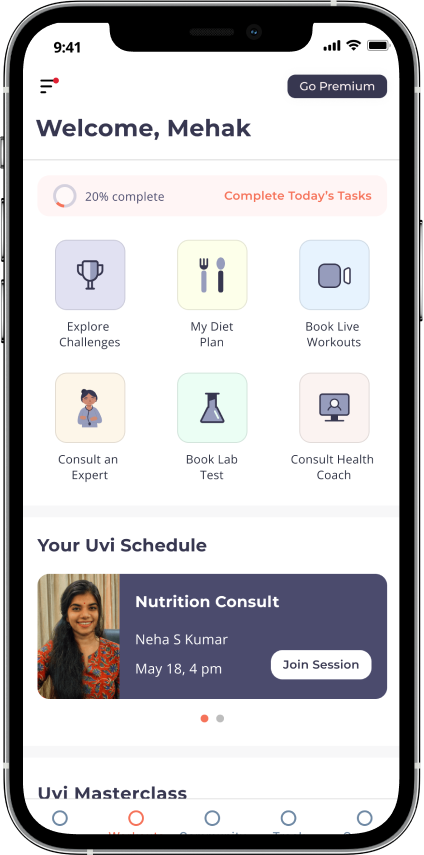 9:41
Go Premium
Welcome, Mehak
20% complete
Complete Today's Tasks
Explore
Challenges
My Diet
Plan
Book Live
Workouts
Consult an
Expert
Book Lab
Test
Consult Health
Coach
Your Uvi Schedule
Nutrition Consult
Neha S Kumar
May 18, 4 pm
Join Session
Uvi Masterclass